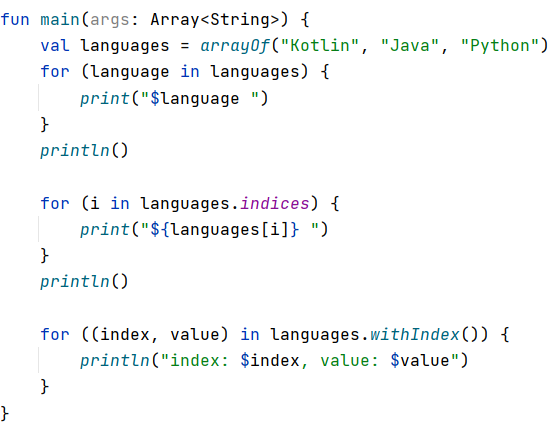 fun main(args: Array<String>) {
    val languages = arrayOf("Kotlin", "Java", "Python")
    for (language in languages) {
        print("$language ")
    }
    println()

    for (i in languages.indices) {
        print("${languages[i]} ")
    }
    println()

    for ((index, value) in languages.withIndex()) {
        println("index: $index, value: $value")
    }
}